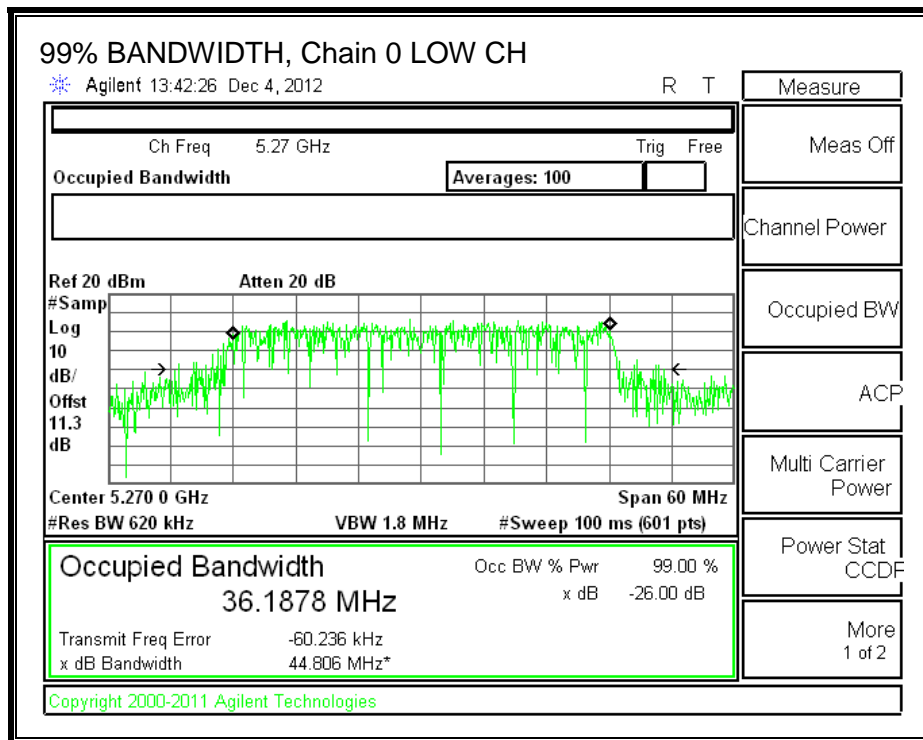 99% BANDWIDTH, Chain 0 LOW CH
Agilent 13:42:26 Dec 4, 2012 R T
Measure
Ch Freq 5.27 GHz Trig Free
Occupied Bandwidth Averages: 100
Meas Off
Channel Power
Occupied BW
ACP
Multi Carrier
Power
Power Stat
CCDF
More
1 of 2
Ref 20 dBm Atten 20 dB
#Samp
Log
10
dB/
Offst
11.3
dB
Center 5.270 0 GHz Span 60 MHz
#Res BW 620 kHz VBW 1.8 MHz #Sweep 100 ms (601 pts)
Occupied Bandwidth Occ BW % Pwr 99.00 %
36.1878 MHz x dB -26.00 dB
Transmit Freq Error -60.236 kHz
x dB Bandwidth 44.806 MHz*
Copyright 2000-2011 Agilent Technologies